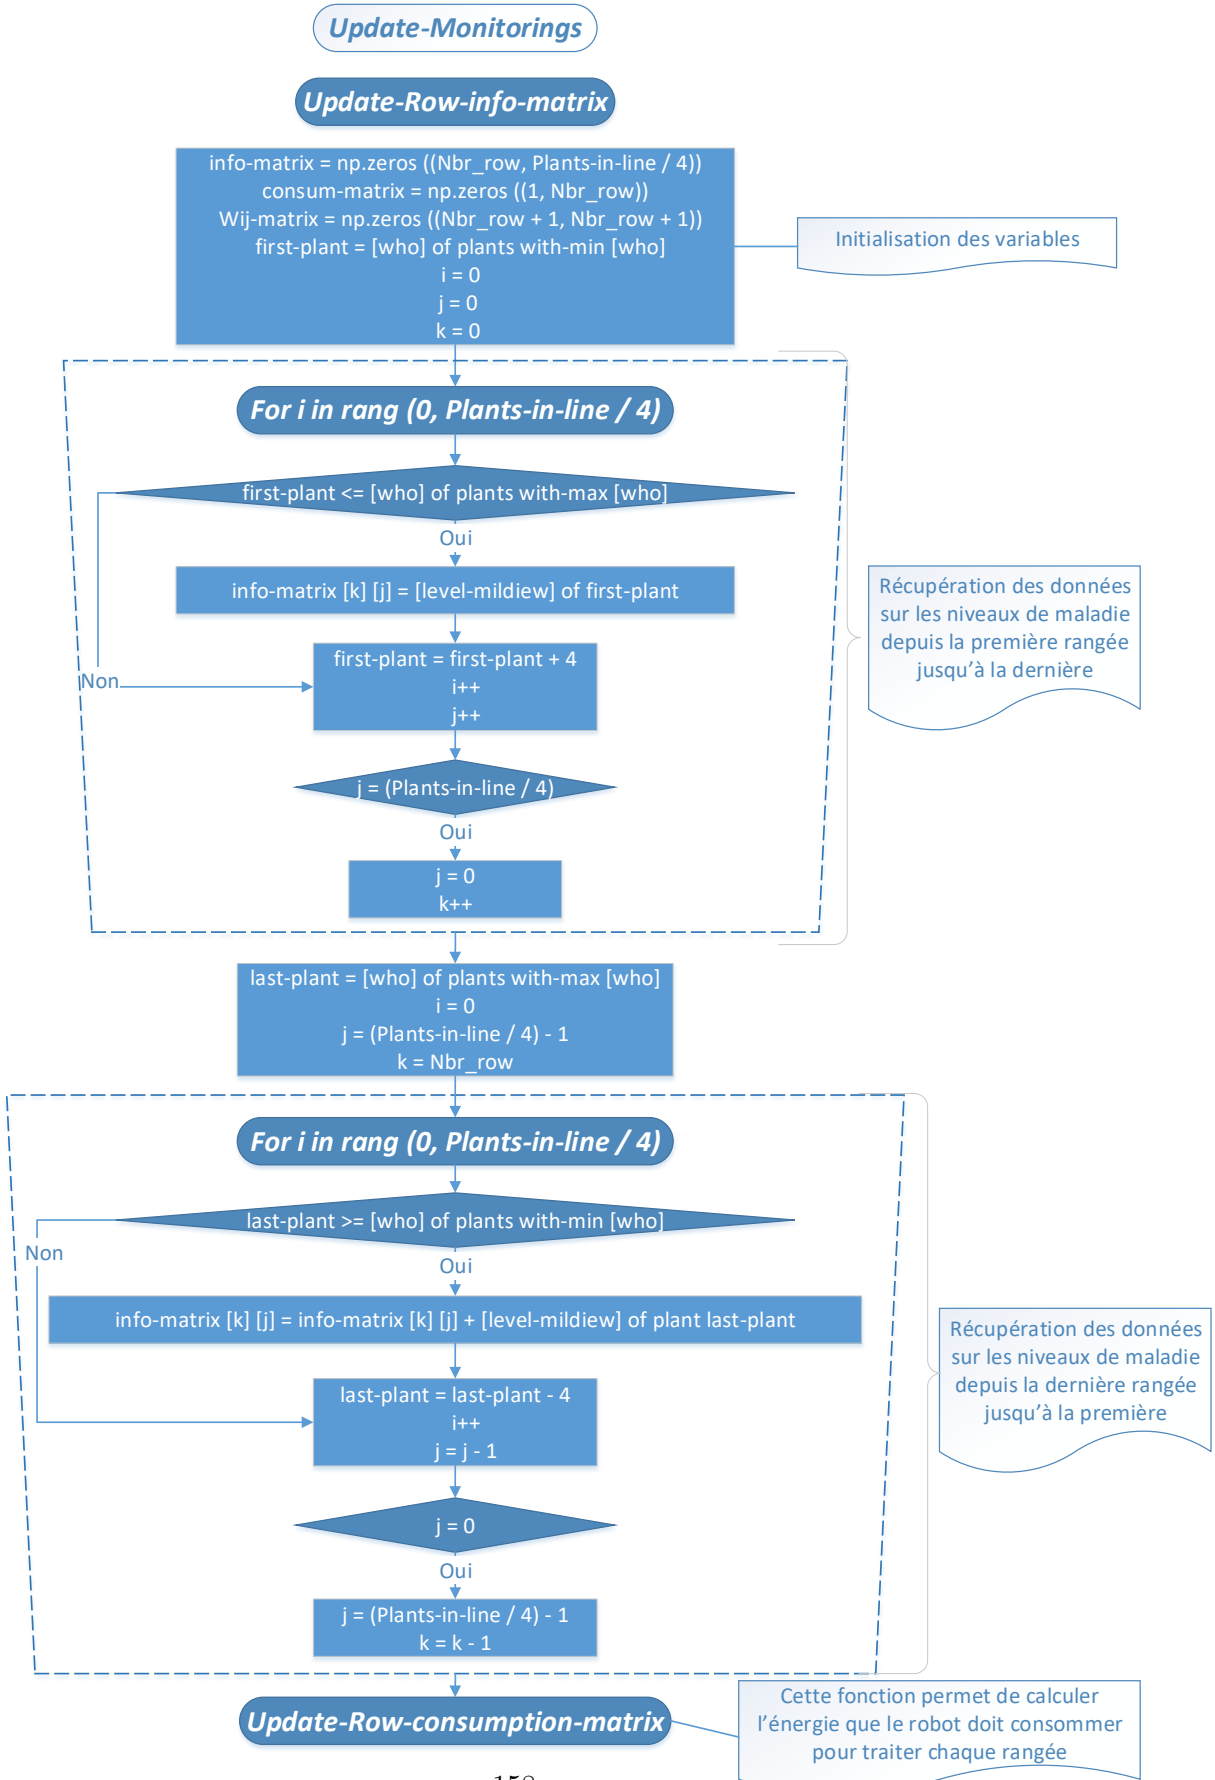 Update-Monitorings
Update-Row-info-matrix
info-matrix = np.zeros ((Nbr_row, Plants-in-line / 4))
consum-matrix = np.zeros ((1, Nbr_row))
Wij-matrix = np.zeros ((Nbr_row + 1, Nbr_row + 1))
first-plant = [who] of plants with-min [who]
i = 0
j = 0
k = 0
Initialisation des variables
For i in rang (0, Plants-in-line / 4)
first-plant <= [who] of plants with-max [who]
Oui
info-matrix [k] [j] = [level-mildiew] of first-plant
first-plant = first-plant + 4
i++
j++
Non
j = (Plants-in-line / 4)
Oui
j = 0
k++
Récupération des données
sur les niveaux de maladie
depuis la première rangée
jusqu’à la dernière
last-plant = [who] of plants with-max [who]
i = 0
j = (Plants-in-line / 4) - 1
k = Nbr_row
For i in rang (0, Plants-in-line / 4)
last-plant >= [who] of plants with-min [who]
Non
Oui
info-matrix [k] [j] = info-matrix [k] [j] + [level-mildiew] of plant last-plant
last-plant = last-plant - 4
i++
j = j - 1
j = 0
Oui
j = (Plants-in-line / 4) - 1
k = k - 1
Récupération des données
sur les niveaux de maladie
depuis la dernière rangée
jusqu’à la première
Update-Row-consumption-matrix
Cette fonction permet de calculer
l’énergie que le robot doit consommer
pour traiter chaque rangée